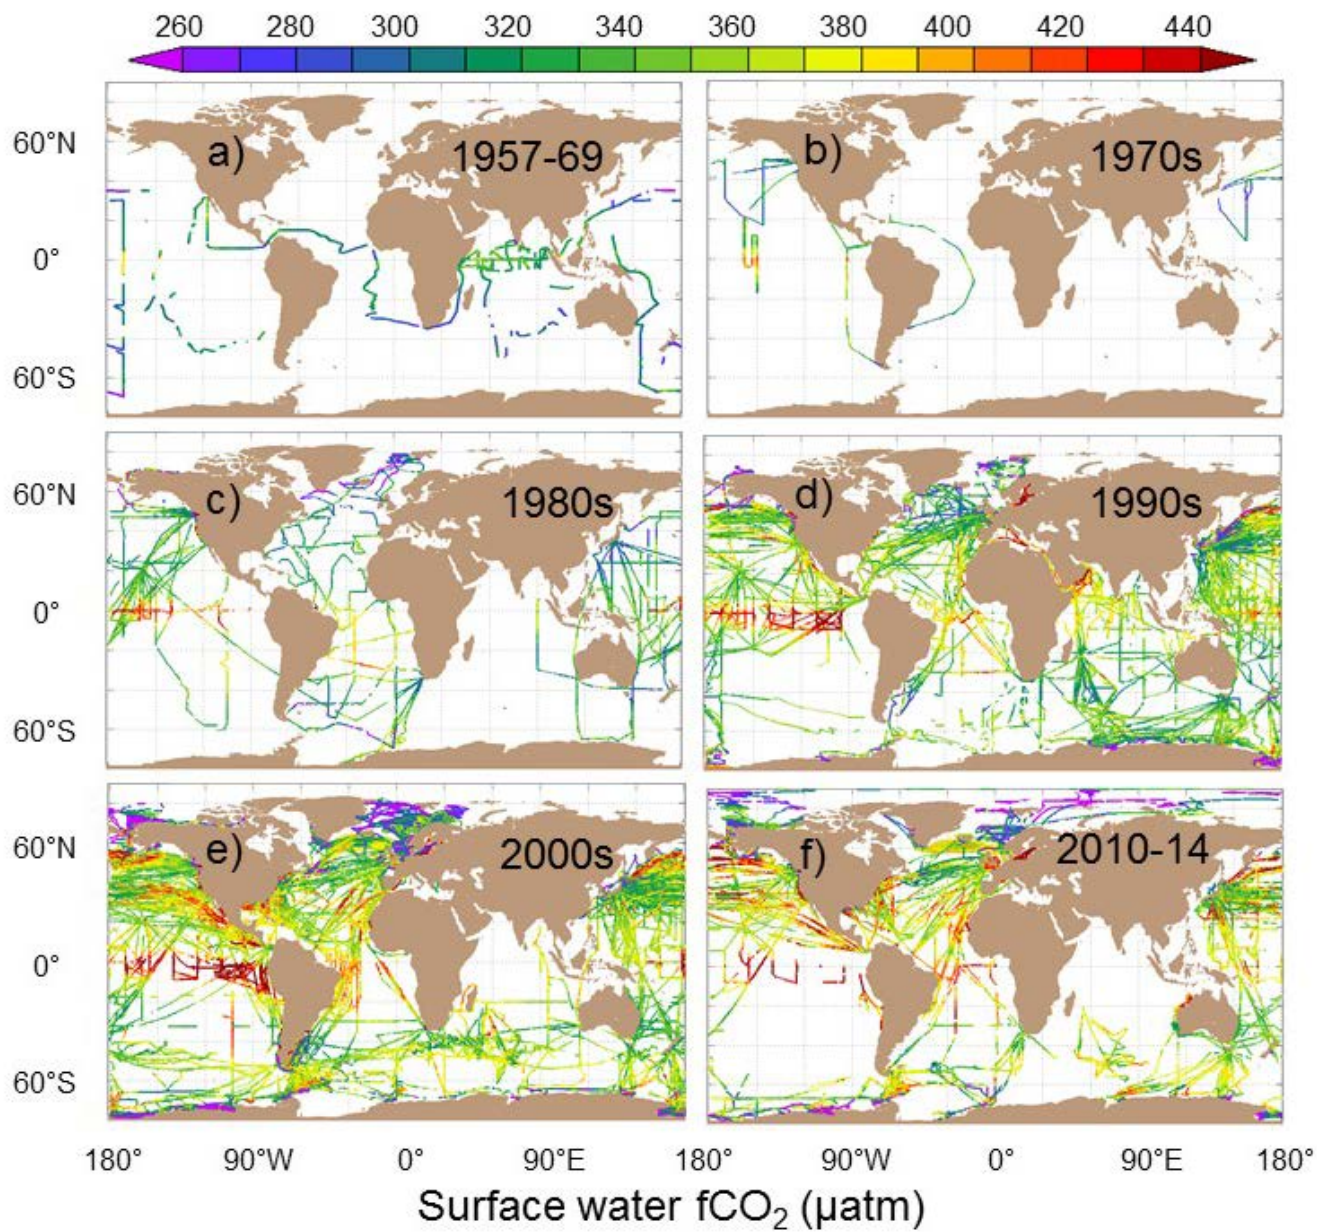 260 280 300 320 340 360 380 400 420 440
a) 1957-69
b) 1970s
60°N
0°
60°S
c) 1980s
d) 1990s
60°N
0°
60°S
e) 2000s
f) 2010-14
60°N
0°
60°S
180° 90°W 0° 90°E 180° 90°W 0° 90°E 180°
Surface water fCO₂ (µatm)